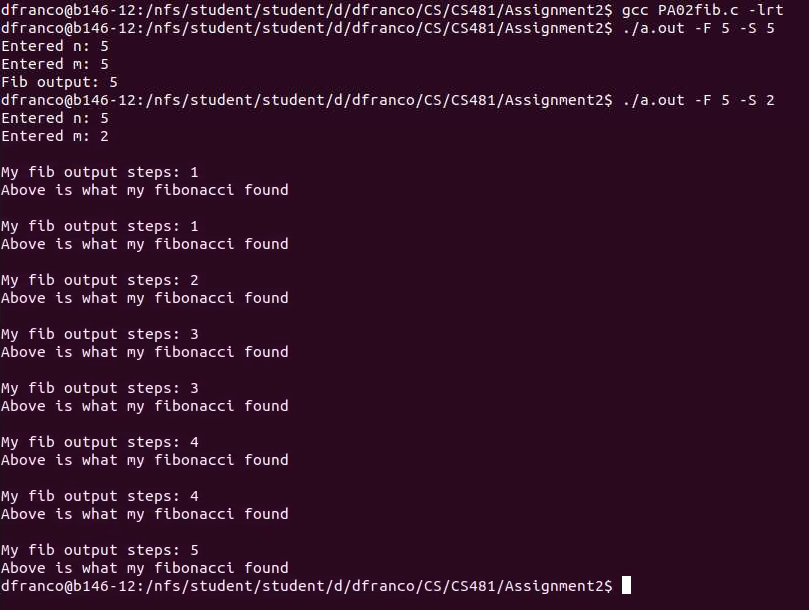 dfranco@b146-12:/nfs/student/student/d/dfranco/CS/CS481/Assignment2$ gcc PA02fib.c -lrt
dfranco@b146-12:/nfs/student/student/d/dfranco/CS/CS481/Assignment2$ ./a.out -F 5 -S 5
Entered n: 5
Entered m: 5
Fib output: 5
dfranco@b146-12:/nfs/student/student/d/dfranco/CS/CS481/Assignment2$ ./a.out -F 5 -S 2
Entered n: 5
Entered m: 2
My fib output steps: 1
Above is what my fibonacci found
My fib output steps: 1
Above is what my fibonacci found
My fib output steps: 2
Above is what my fibonacci found
My fib output steps: 3
Above is what my fibonacci found
My fib output steps: 3
Above is what my fibonacci found
My fib output steps: 4
Above is what my fibonacci found
My fib output steps: 4
Above is what my fibonacci found
My fib output steps: 5
Above is what my fibonacci found
dfranco@b146-12:/nfs/student/student/d/dfranco/CS/CS481/Assignment2$